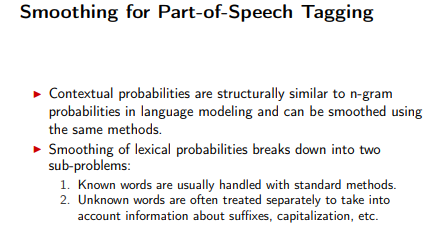 Smoothing for Part-of-Speech Tagging
Contextual probabilities are structurally similar to n-gram
probabilities in language modeling and can be smoothed using
the same methods.
Smoothing of lexical probabilities breaks down into two
sub-problems:
1. Known words are usually handled with standard methods.
2. Unknown words are often treated separately to take into
account information about suffixes, capitalization, etc.